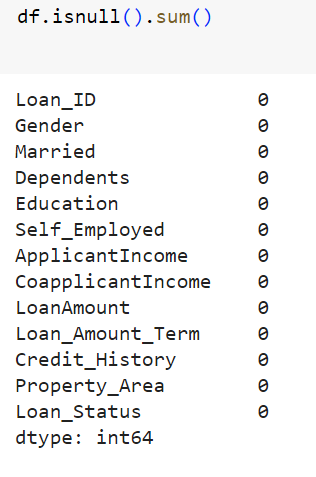 df.isnull().sum()
Loan_ID 0
Gender 0
Married 0
Dependents 0
Education 0
Self_Employed 0
ApplicantIncome 0
CoapplicantIncome 0
LoanAmount 0
Loan_Amount_Term 0
Credit_History 0
Property_Area 0
Loan_Status 0
dtype: int64